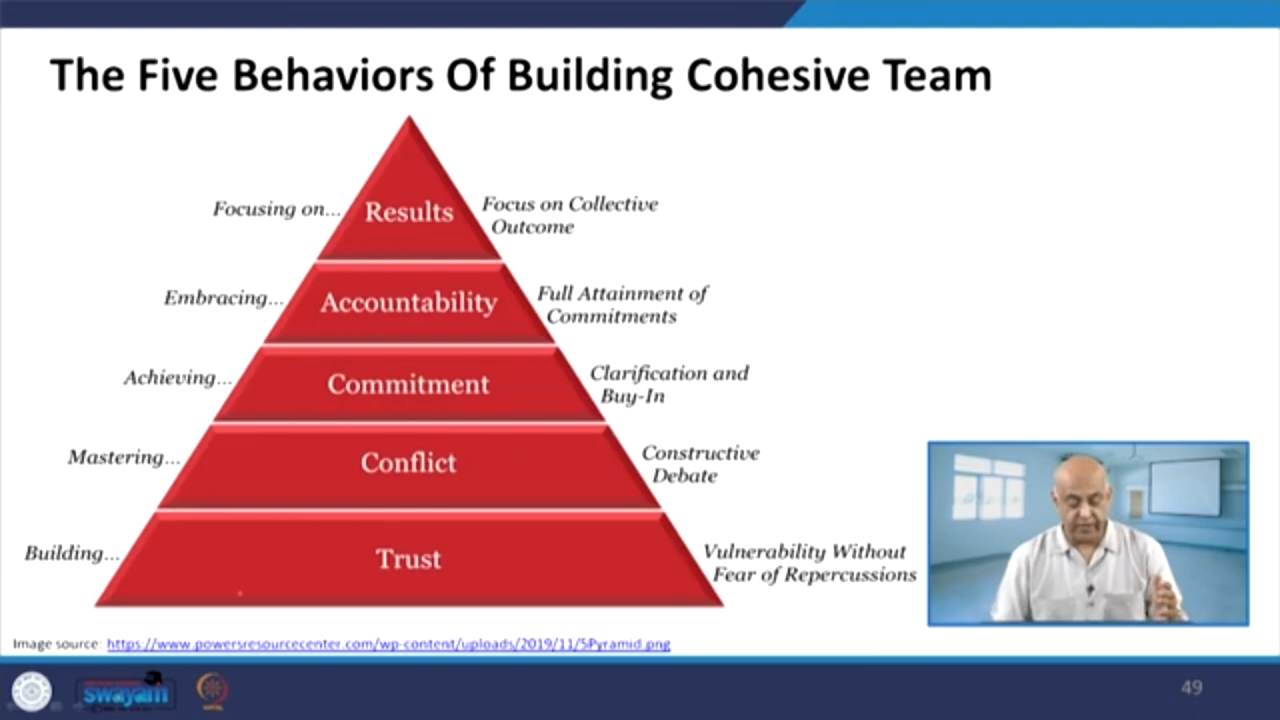 The Five Behaviors Of Building Cohesive Team
Focusing on...
Results
Focus on Collective
Outcome
Embracing...
Accountability
Full Attainment of
Commitments
Achieving...
Commitment
Clarification and
Buy-In
Mastering...
Conflict
Constructive
Debate
Building...
Trust
Vulnerability Without
Fear of Repercussions
Image source: https://www.powersresourcecenter.com/wp-content/uploads/2019/11/5Pyramid.png
swayam
49